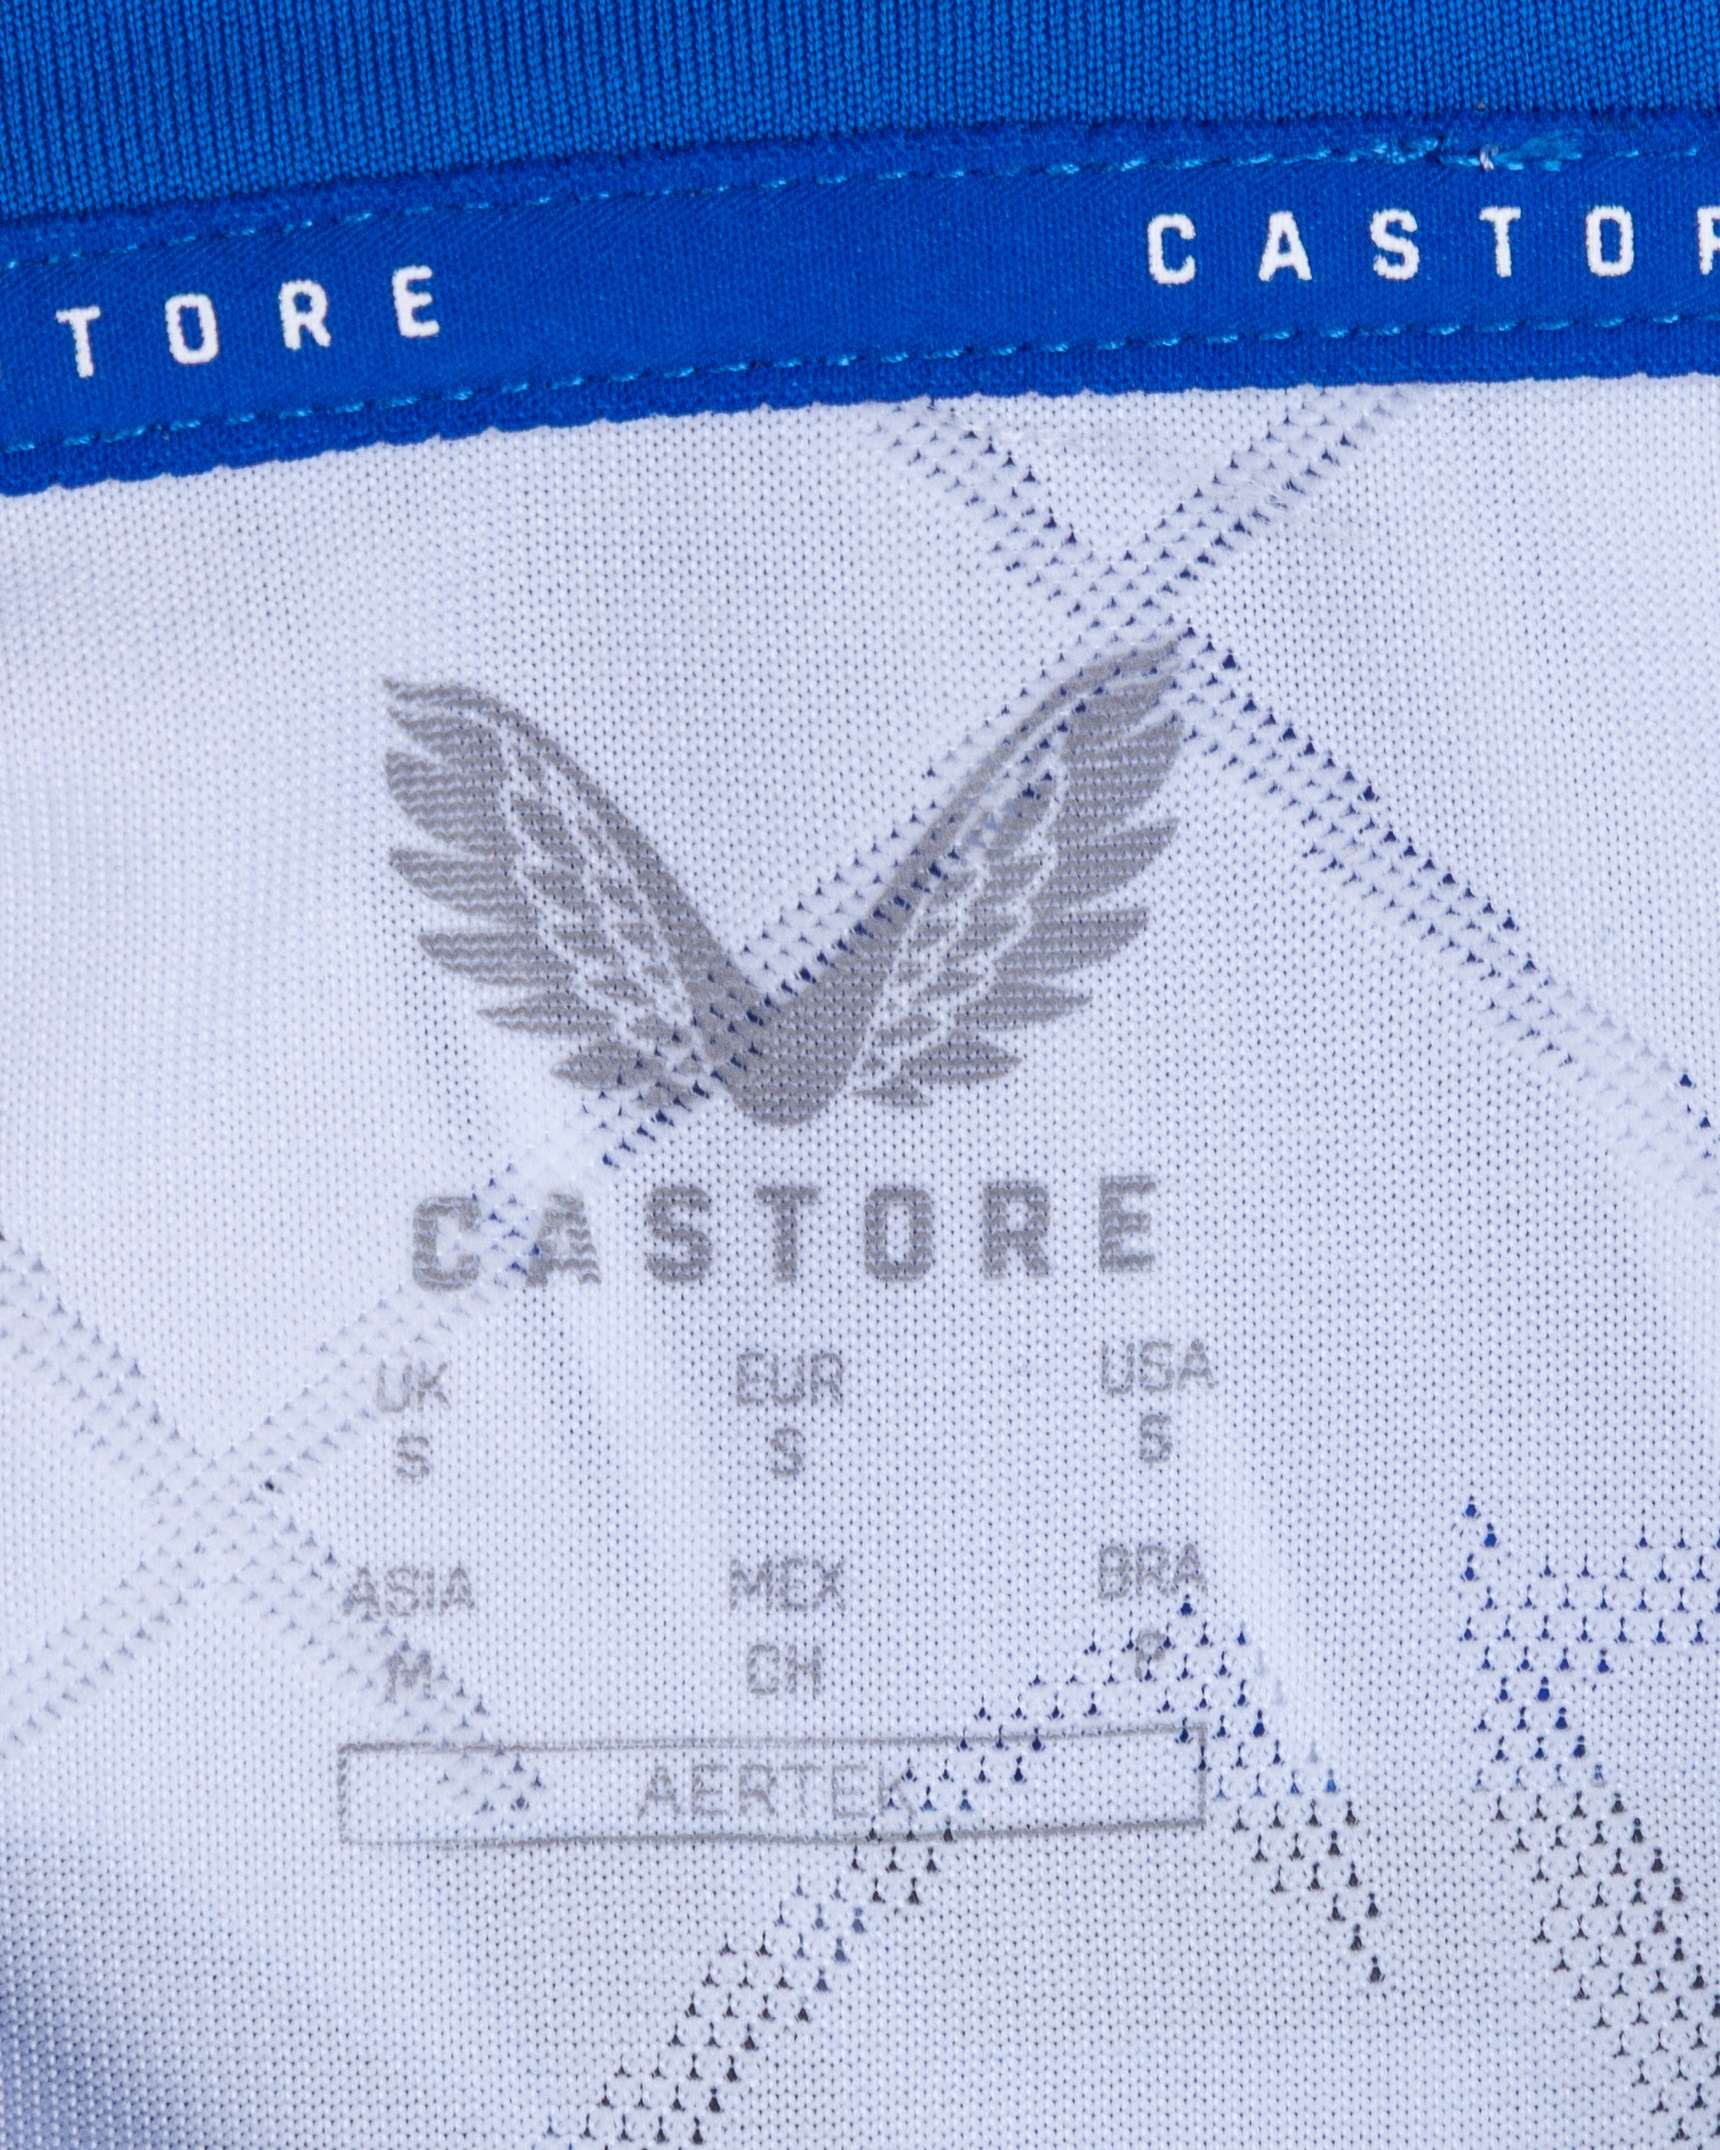 TORE CASTOR
CASTORE
UK EUR USA
S S S
ASIA MEX BRA
M CH P
AERTEK